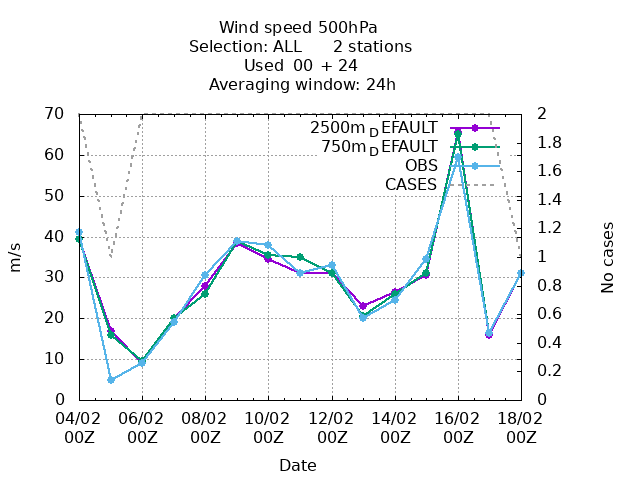 Wind speed 500hPa
Selection: ALL 2 stations
Used 00 + 24
Averaging window: 24h
70
60
50
40
30
20
10
0
m/s
2500m_DEFAULT
750m_DEFAULT
OBS
CASES
2
1.8
1.6
1.4
1.2
1
0.8
0.6
0.4
0.2
0
No cases
04/02 06/02 08/02 10/02 12/02 14/02 16/02 18/02
00Z 00Z 00Z 00Z 00Z 00Z 00Z 00Z
Date